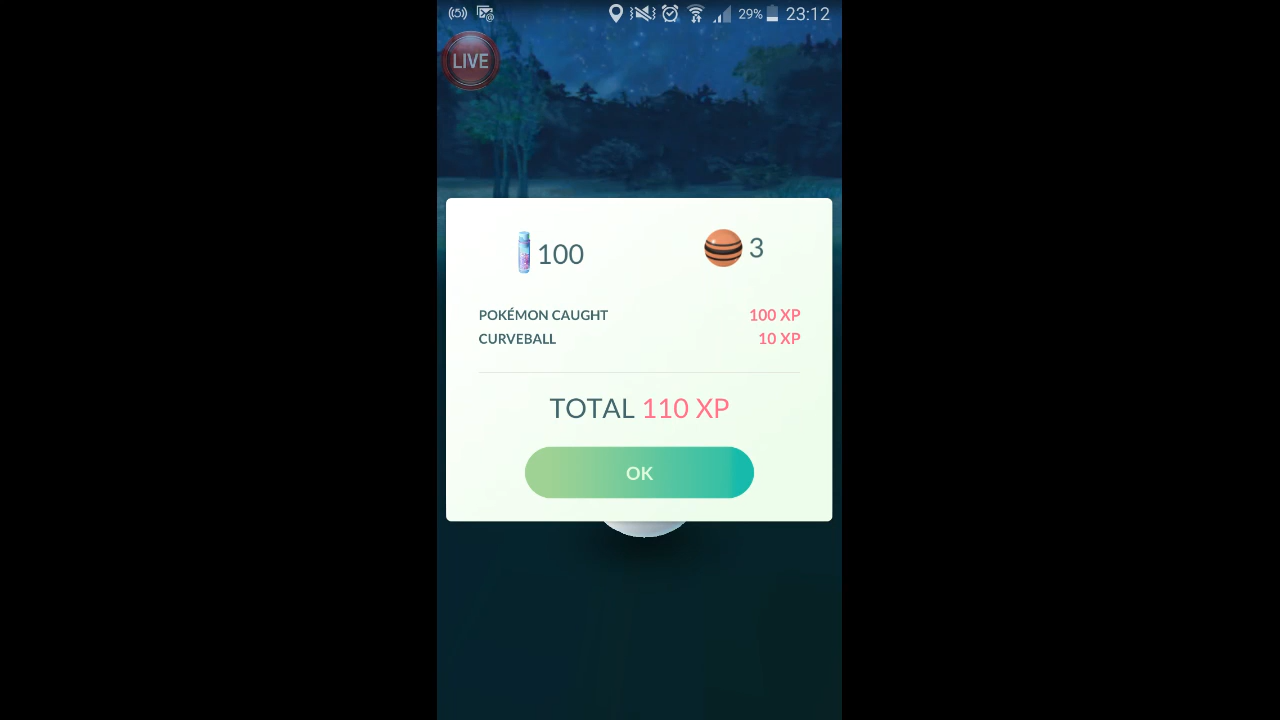 29% 23:12
LIVE
100 3
POKÉMON CAUGHT 100 XP
CURVEBALL 10 XP
TOTAL 110 XP
OK